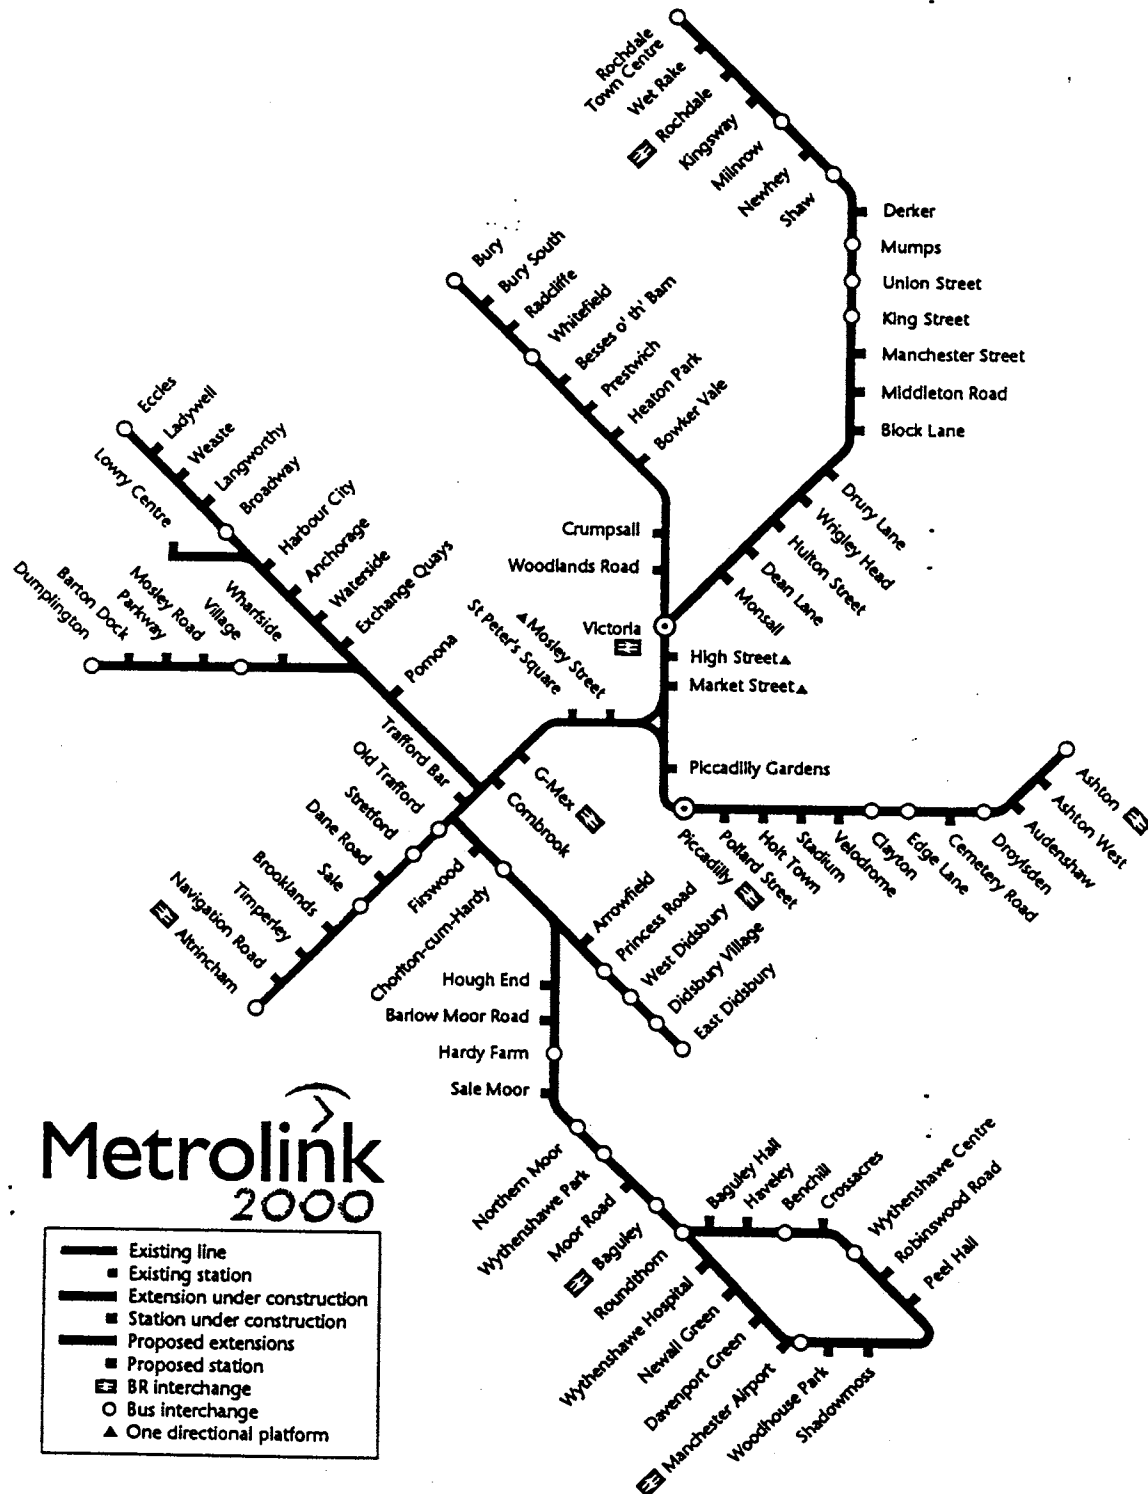 Rochdale
Town Centre
Wet Rake
Rochdale
Kingsway
Milnrow
Newhey
Shaw
Derker
Mumps
Union Street
King Street
Manchester Street
Middleton Road
Block Lane
Drury Lane
Wrigley Head
Hulton Street
Dean Lane
Monsall
Bury
Bury South
Radcliffe
Whitefield
Besses o' th' Barn
Prestwich
Heaton Park
Bowker Vale
Crumpsall
Woodlands Road
Victoria
High Street ▲
Market Street ▲
▲ Mosley Street
St Peter's Square
Piccadilly Gardens
Eccles
Ladywell
Weaste
Langworthy
Broadway
Lowry Centre
Harbour City
Anchorage
Waterside
Exchange Quays
Pomona
Dumplington
Barton Dock
Parkway
Mosley Road
Village
Wharfside
Trafford Bar
Old Trafford
Stretford
Dane Road
Sale
Brooklands
Timperley
Navigation Road
Altrincham
G-Mex
Cornbrook
Piccadilly
Pollard Street
Holt Town
Stadium
Velodrome
Clayton
Edge Lane
Cemetery Road
Droylsden
Audenshaw
Ashton West
Ashton
Firswood
Chorlton-cum-Hardy
Arrowfield
Princess Road
West Didsbury
Didsbury Village
East Didsbury
Hough End
Barlow Moor Road
Hardy Farm
Sale Moor
Northern Moor
Wythenshawe Park
Moor Road
Baguley
Roundthorn
Wythenshawe Hospital
Newall Green
Davenport Green
Manchester Airport
Woodhouse Park
Shadowmoss
Baguley Hall
Haveley
Benchill
Crossacres
Wythenshawe Centre
Robinswood Road
Peel Hall
Metrolink
2000
Existing line
Existing station
Extension under construction
Station under construction
Proposed extensions
Proposed station
BR interchange
Bus interchange
▲ One directional platform